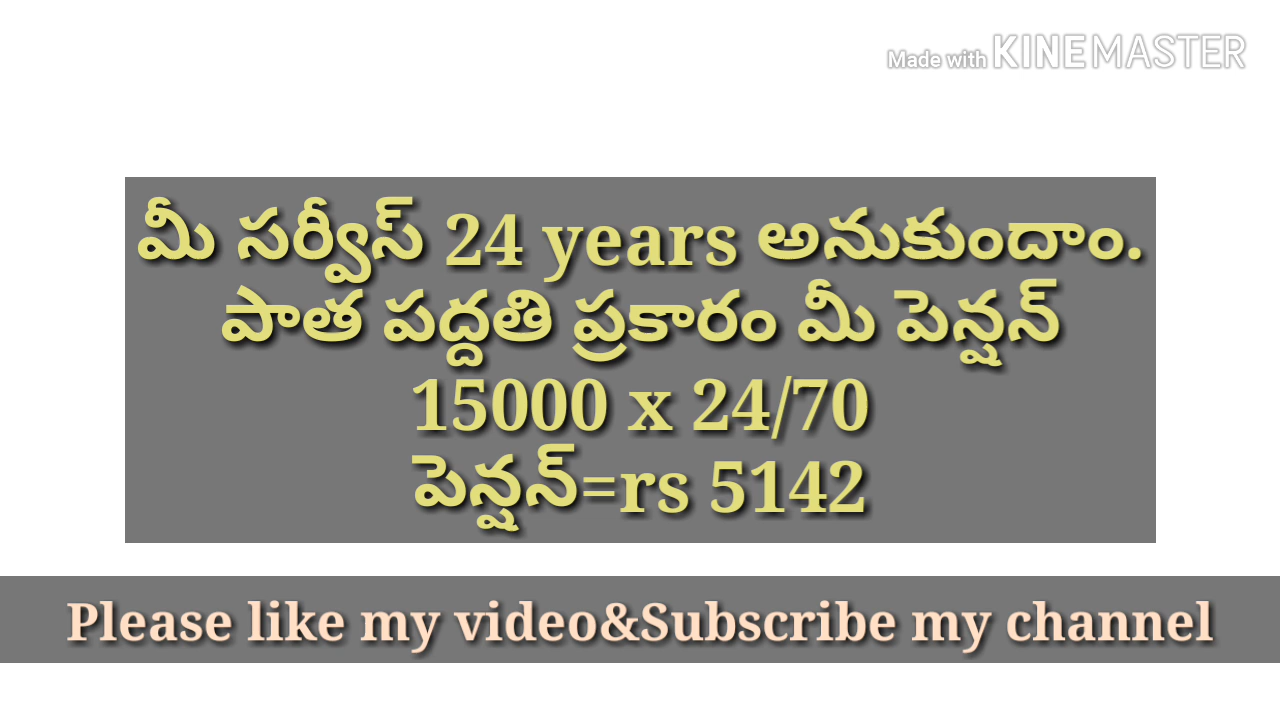 Made with KINEMASTER
మీ సర్వీస్ 24 years అనుకుందాం.
పాత పద్దతి ప్రకారం మీ పెన్షన్
15000 x 24/70
పెన్షన్=rs 5142
Please like my video&Subscribe my channel